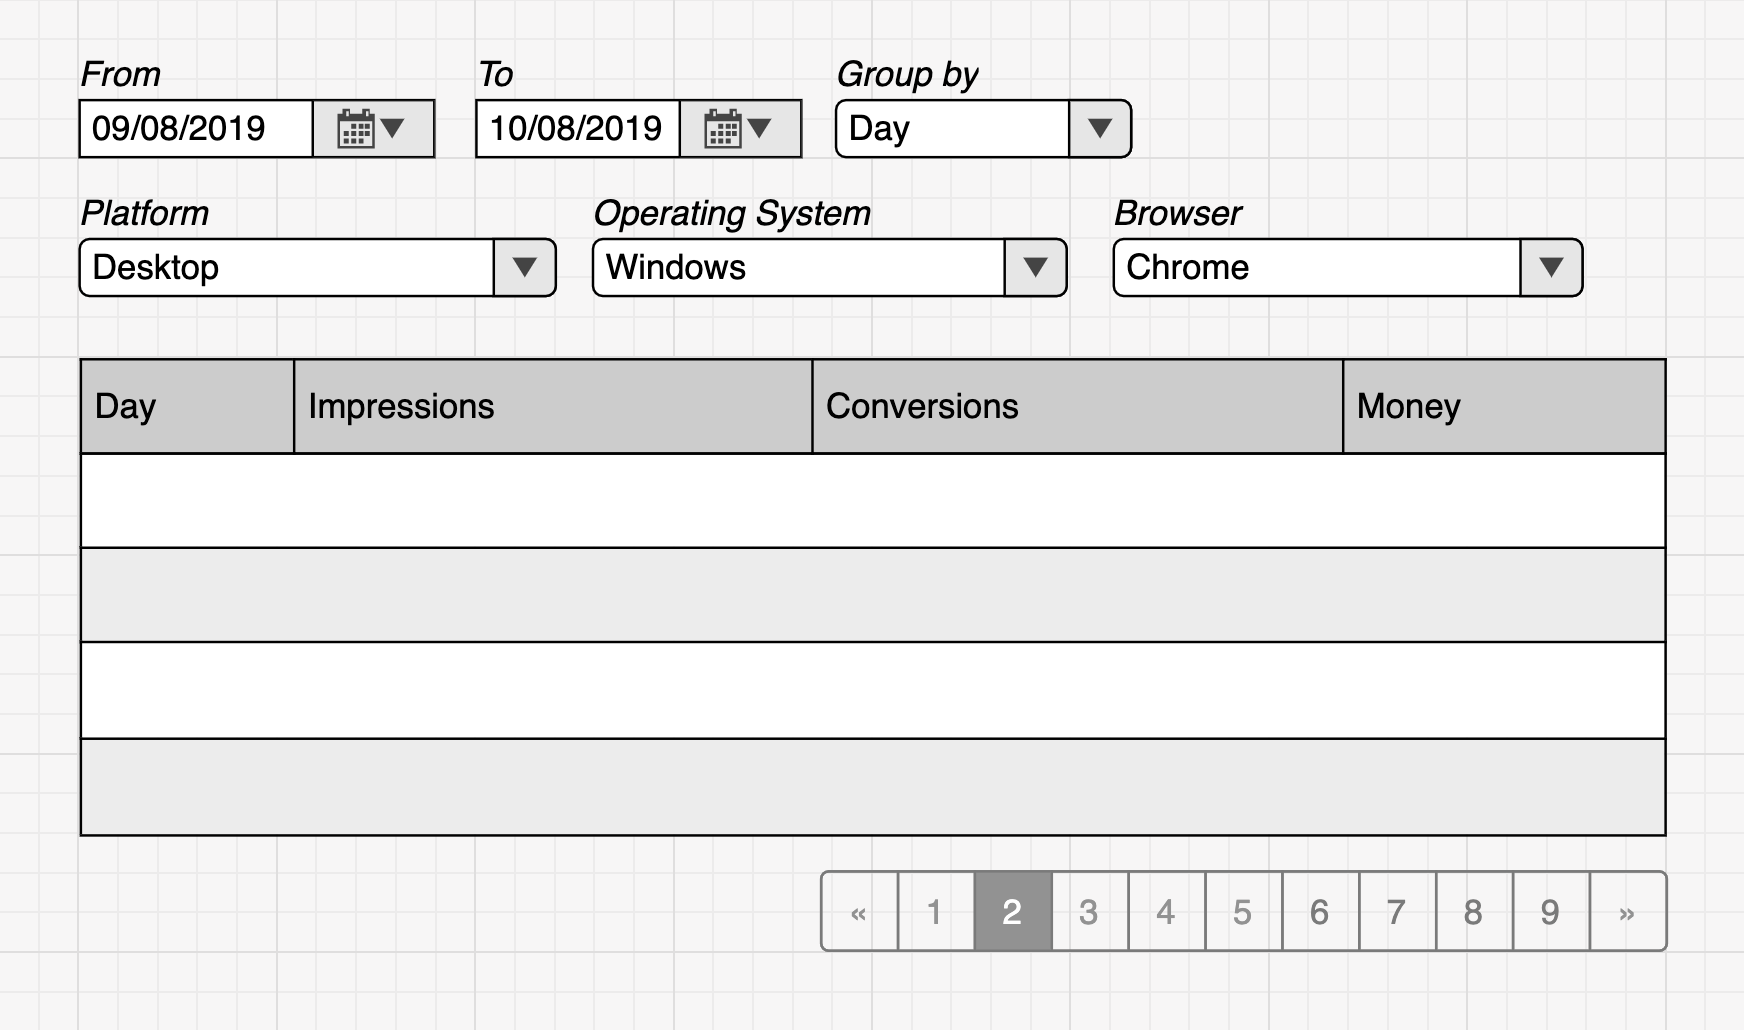 From To Group by
09/08/2019 10/08/2019 Day
Platform Operating System Browser
Desktop Windows Chrome
Day Impressions Conversions Money
« 1 2 3 4 5 6 7 8 9 »